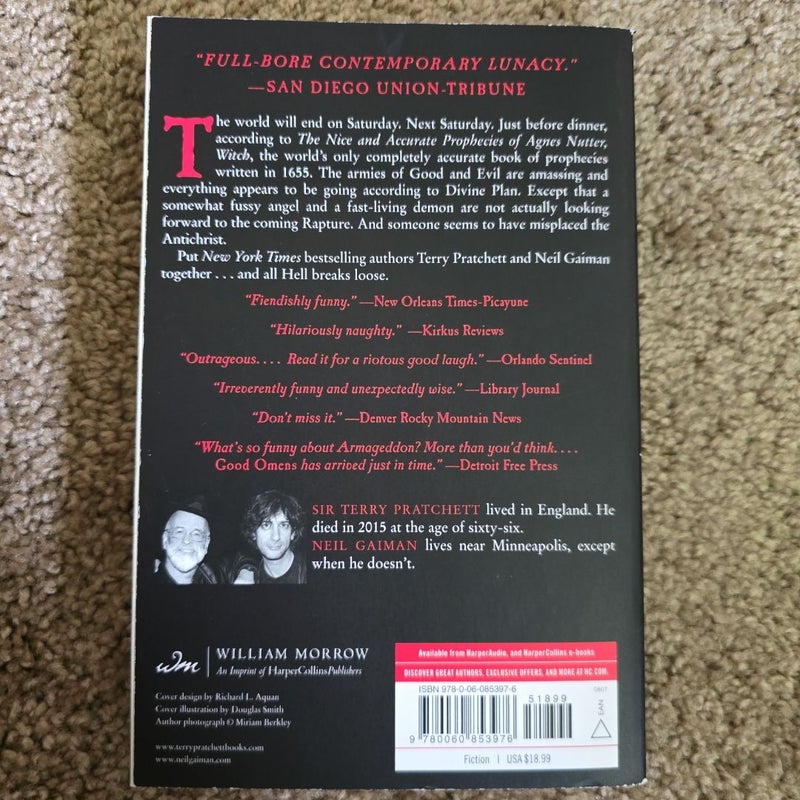 “FULL-BORE CONTEMPORARY LUNACY.”
—SAN DIEGO UNION-TRIBUNE
The world will end on Saturday. Next Saturday. Just before dinner,
according to The Nice and Accurate Prophecies of Agnes Nutter,
Witch, the world’s only completely accurate book of prophecies
written in 1655. The armies of Good and Evil are amassing and
everything appears to be going according to Divine Plan. Except that a
somewhat fussy angel and a fast-living demon are not actually looking
forward to the coming Rapture. And someone seems to have misplaced the
Antichrist.
Put New York Times bestselling authors Terry Pratchett and Neil Gaiman
together . . . and all Hell breaks loose.
“Fiendishly funny.” —New Orleans Times-Picayune
“Hilariously naughty.” —Kirkus Reviews
“Outrageous. . . . Read it for a riotous good laugh.” —Orlando Sentinel
“Irreverently funny and unexpectedly wise.” —Library Journal
“Don’t miss it.” —Denver Rocky Mountain News
“What’s so funny about Armageddon? More than you’d think. . . .
Good Omens has arrived just in time.” —Detroit Free Press
SIR TERRY PRATCHETT lived in England. He
died in 2015 at the age of sixty-six.
NEIL GAIMAN lives near Minneapolis, except
when he doesn’t.
wm WILLIAM MORROW
An Imprint of HarperCollinsPublishers
Cover design by Richard L. Aquan
Cover illustration by Douglas Smith
Author photograph © Miriam Berkley
www.terrypratchettbooks.com
www.neilgaiman.com
Available from HarperAudio, and HarperCollins e-books
DISCOVER GREAT AUTHORS, EXCLUSIVE OFFERS, AND MORE AT HC.COM.
ISBN 978-0-06-085397-6
51899
0807
EAN
9 780060 853976
Fiction | USA $18.99